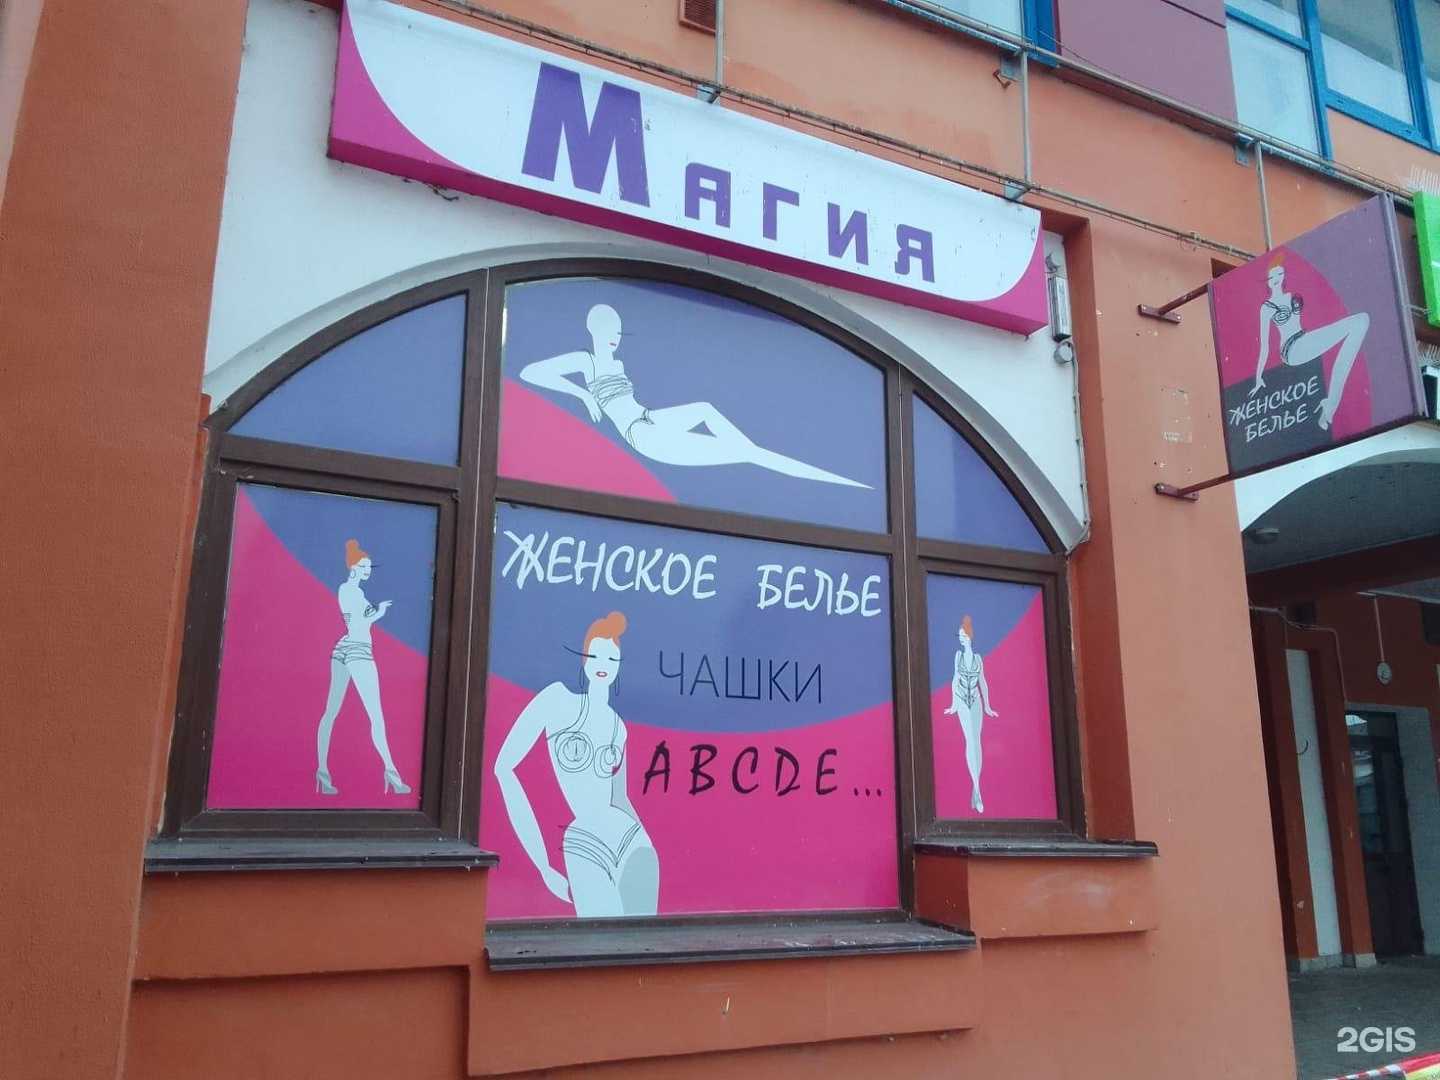 Магия
ЖЕНСКОЕ БЕЛЬЕ
ЧАШКИ
ABCDE...
ЖЕНСКОЕ
БЕЛЬЕ
2GIS